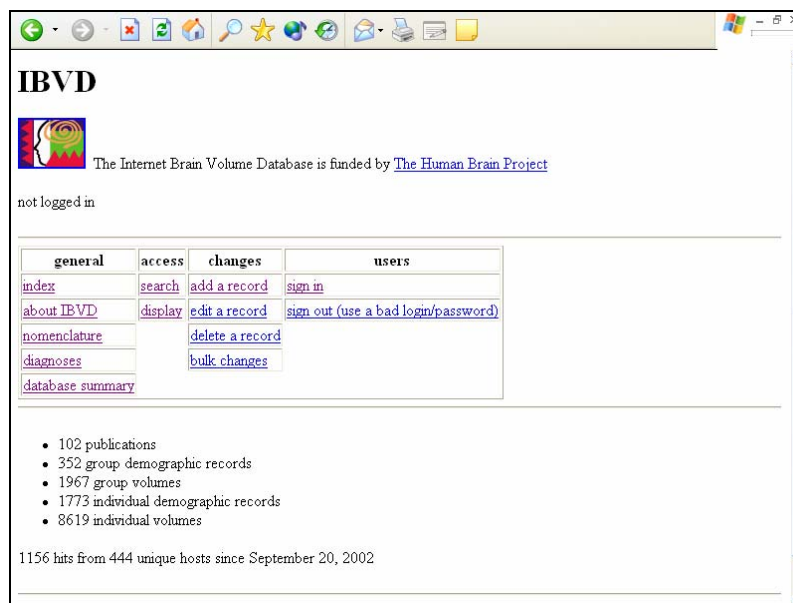 IBVD
The Internet Brain Volume Database is funded by The Human Brain Project
not logged in
general access changes users
index search add a record sign in
about IBVD display edit a record sign out (use a bad login/password)
nomenclature delete a record
diagnoses bulk changes
database summary
• 102 publications
• 352 group demographic records
• 1967 group volumes
• 1773 individual demographic records
• 8619 individual volumes
1156 hits from 444 unique hosts since September 20, 2002